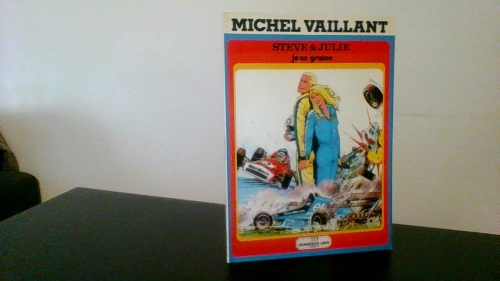 MICHEL VAILLANT
STEVE & JULIE
jean graton